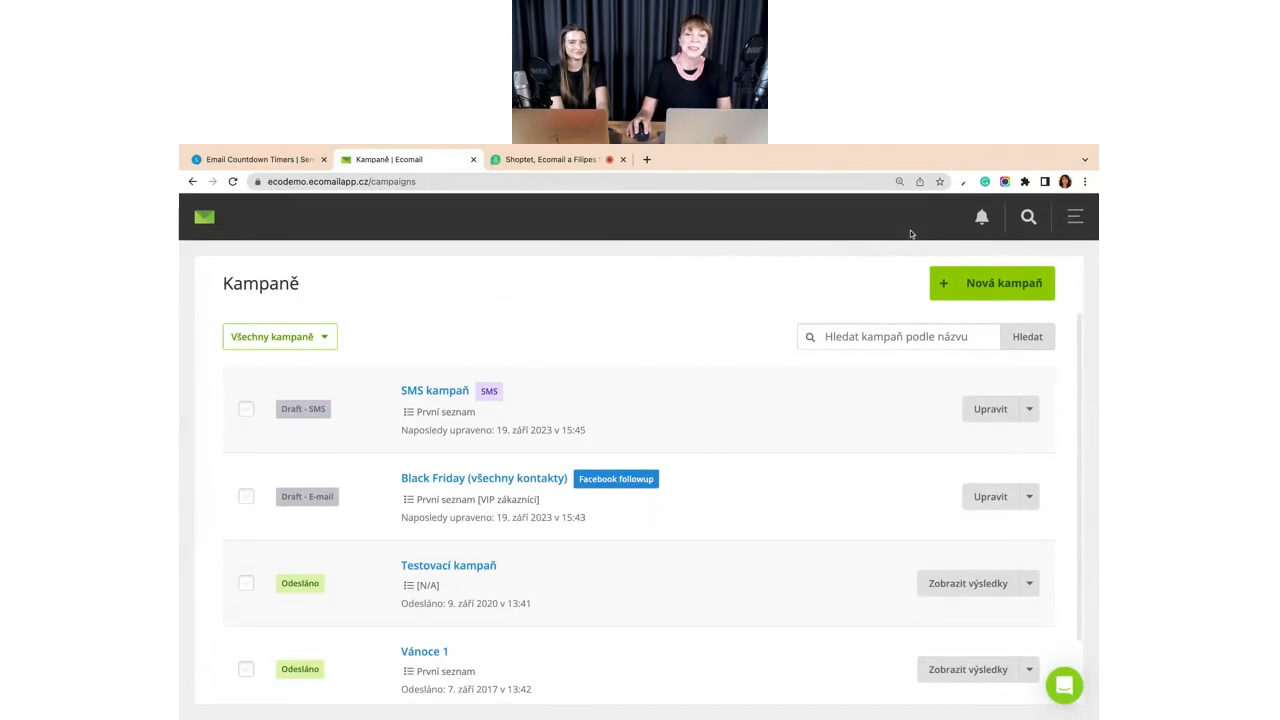 Email Countdown Timers | Sen
Kampaně | Ecomail
Shoptet, Ecomail a Filipes
ecodemo.ecomailapp.cz/campaigns
Kampaně
+ Nová kampaň
Všechny kampaně
Hledat kampaň podle názvu
Hledat
Draft - SMS
SMS kampaň SMS
První seznam
Naposledy upraveno: 19. září 2023 v 15:45
Upravit
Draft - E-mail
Black Friday (všechny kontakty) Facebook followup
První seznam [VIP zákazníci]
Naposledy upraveno: 19. září 2023 v 15:43
Upravit
Odesláno
Testovací kampaň
[N/A]
Odesláno: 9. září 2020 v 13:41
Zobrazit výsledky
Odesláno
Vánoce 1
První seznam
Odesláno: 7. září 2017 v 13:42
Zobrazit výsledky